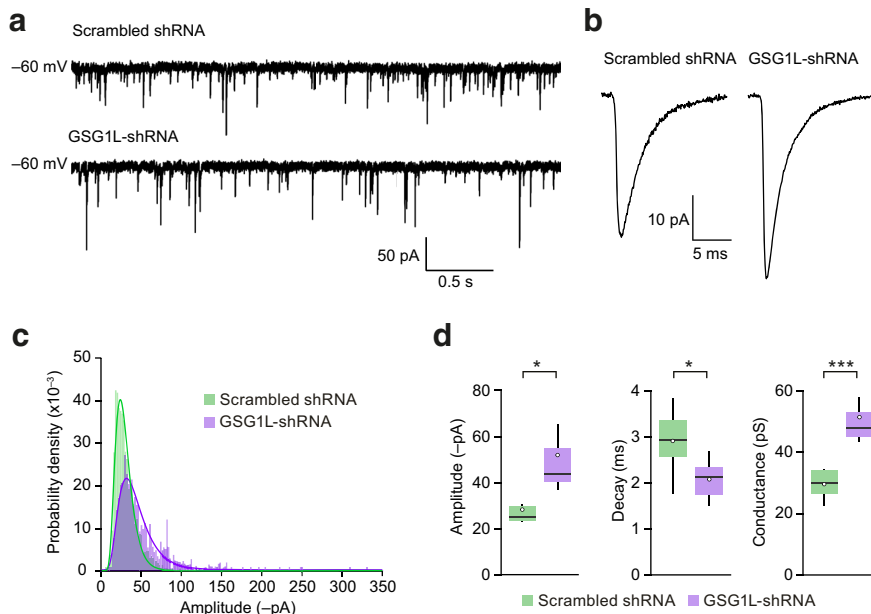 a
Scrambled shRNA
–60 mV
GSG1L-shRNA
–60 mV
50 pA
0.5 s
b
Scrambled shRNA GSG1L-shRNA
10 pA
5 ms
c
Probability density (x10⁻³)
50
40
30
20
10
0
0 50 100 150 200 250 300 350
Amplitude (–pA)
Scrambled shRNA
GSG1L-shRNA
d
Amplitude (–pA)
80
60
40
20
0
*
Decay (ms)
4
3
2
1
0
*
Conductance (pS)
60
40
20
0
***
Scrambled shRNA GSG1L-shRNA